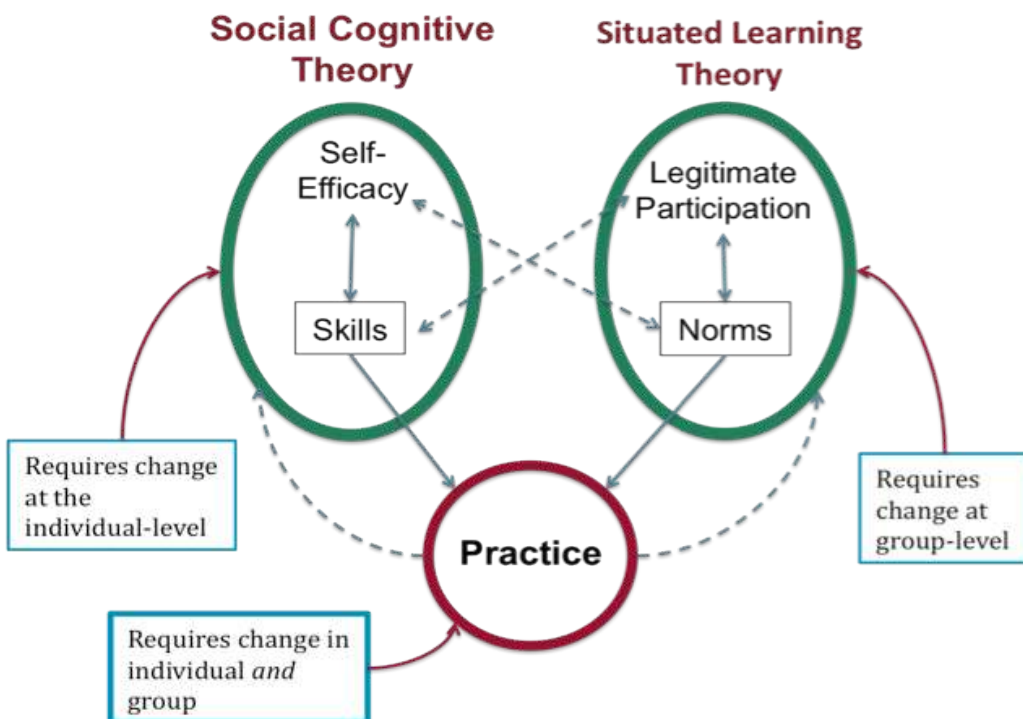 Social Cognitive
Theory
Situated Learning
Theory
Self-
Efficacy
Legitimate
Participation
Skills
Norms
Requires change
at the
individual-level
Requires
change at
group-level
Practice
Requires change in
individual and
group